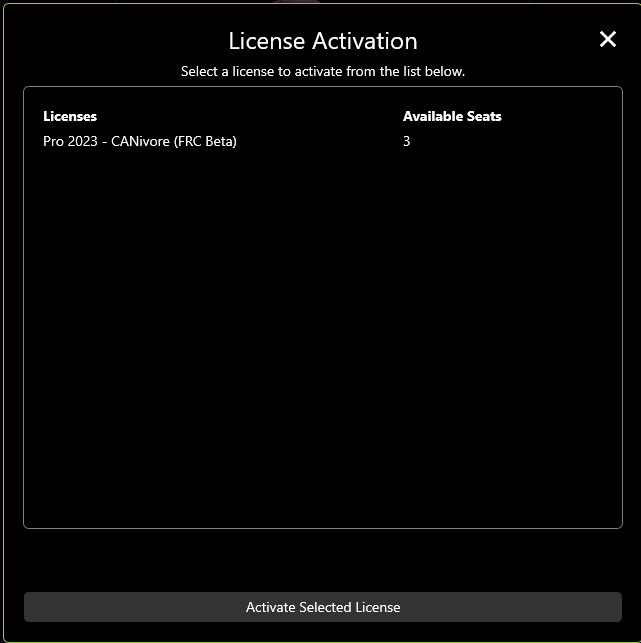 License Activation
Select a license to activate from the list below.
Licenses Available Seats
Pro 2023 - CANivore (FRC Beta) 3
Activate Selected License